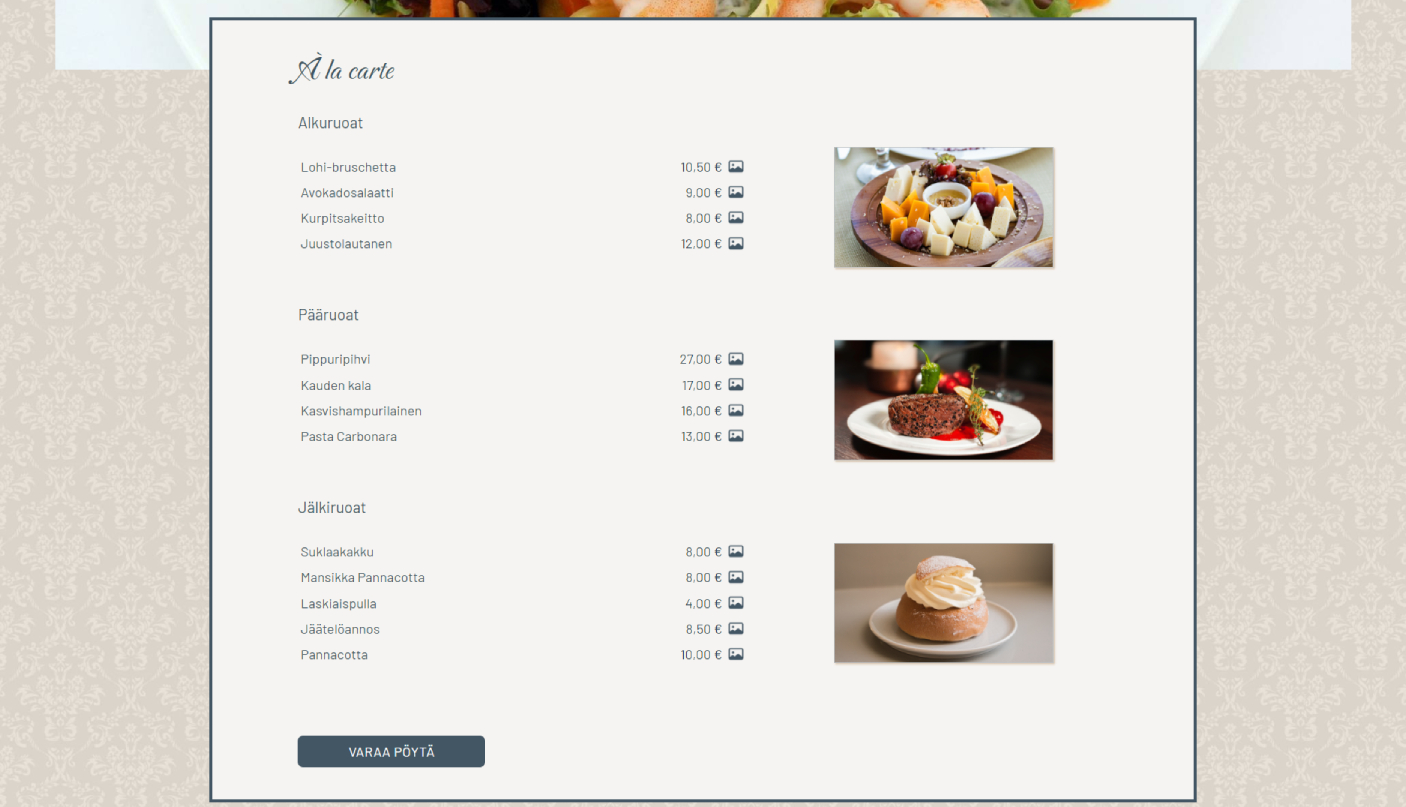 À la carte
Alkuruoat
Lohi-bruschetta 10,50 €
Avokadosalaatti 9,00 €
Kurpitsakeitto 8,00 €
Juustolautanen 12,00 €
Pääruoat
Pippuripihvi 27,00 €
Kauden kala 17,00 €
Kasvishampurilainen 16,00 €
Pasta Carbonara 13,00 €
Jälkiruoat
Suklaakakku 8,00 €
Mansikka Pannacotta 8,00 €
Laskiaispulla 4,00 €
Jäätelöannos 8,50 €
Pannacotta 10,00 €
VARAA PÖYTÄ